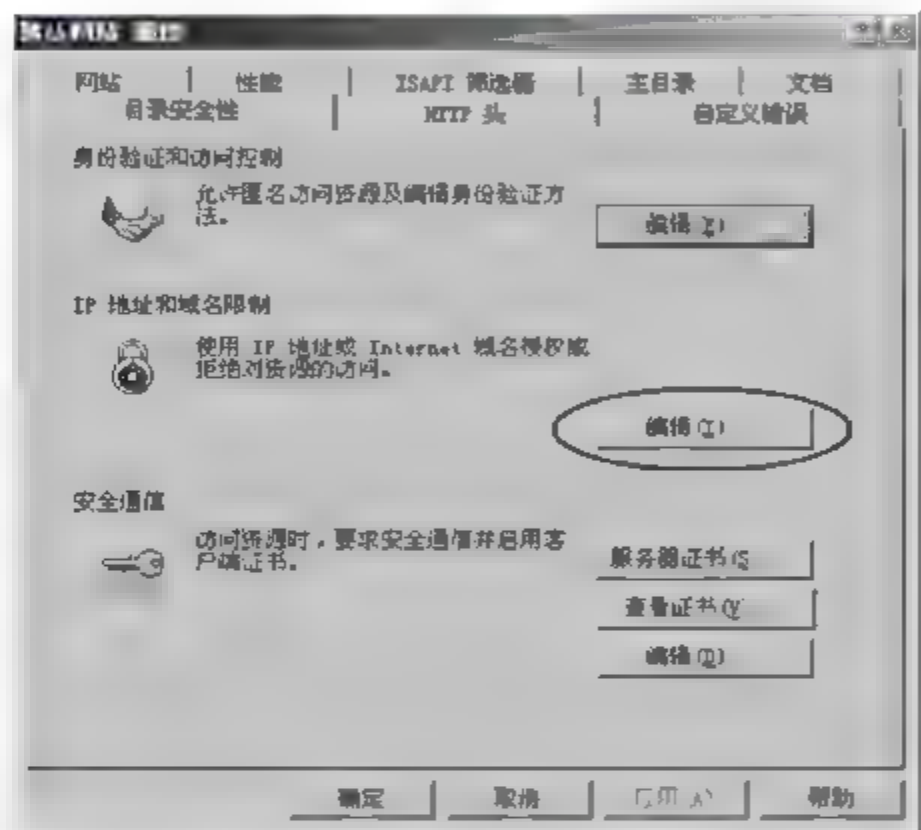 默认网站 属性
网站 性能 ISAPI 筛选器 主目录 文档
目录安全性 HTTP 头 自定义错误
身份验证和访问控制
允许匿名访问资源及编辑身份验证方
法。
编辑(E)
IP 地址和域名限制
使用 IP 地址或 Internet 域名授权或
拒绝对资源的访问。
编辑(I)
安全通信
访问资源时，要求安全通信并启用客
户端证书。
服务器证书(S
查看证书(V
编辑(D)
确定 取消 应用(A) 帮助